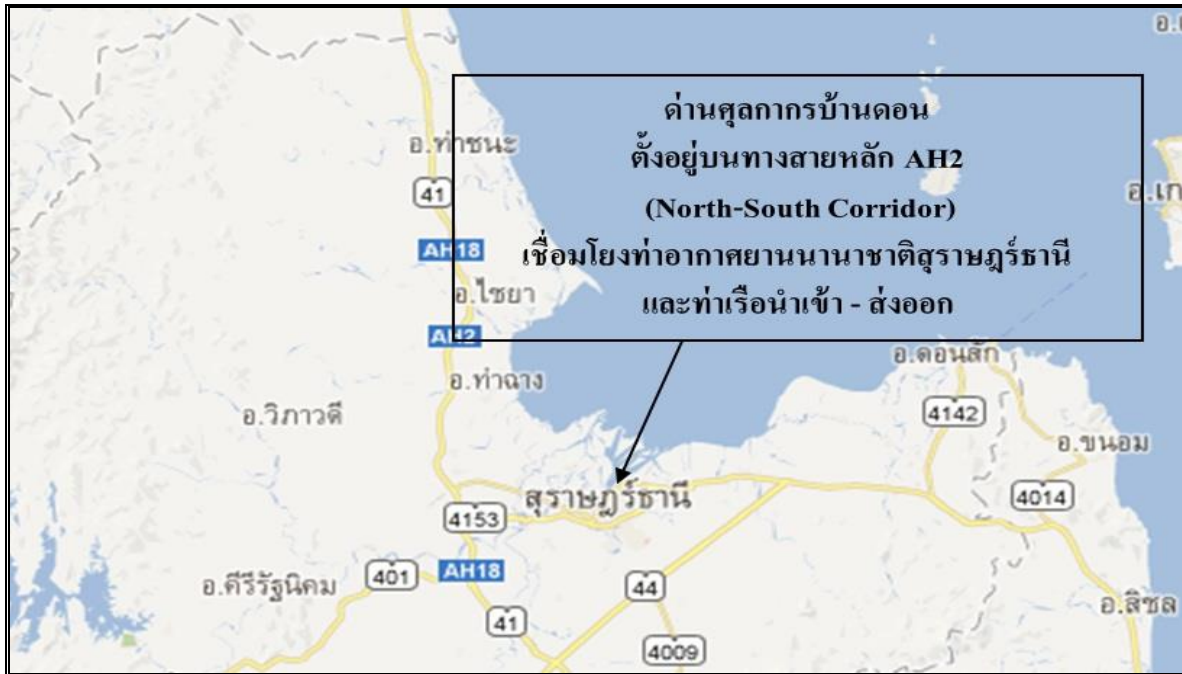 ด่านศุลกากรบ้านดอน
ตั้งอยู่บนทางสายหลัก AH2
(North-South Corridor)
เชื่อมโยงท่าอากาศยานนานาชาติสุราษฎร์ธานี
และท่าเรือนำเข้า - ส่งออก
อ.ท่าชนะ
41
AH18
อ.ไชยา
AH2
อ.ดอนสัก
อ.ท่าฉาง
อ.วิภาวดี
4142
อ.ขนอม
สุราษฎร์ธานี
4014
4153
401
AH18
อ.คีรีรัฐนิคม
44
อ.สิชล
41
4009